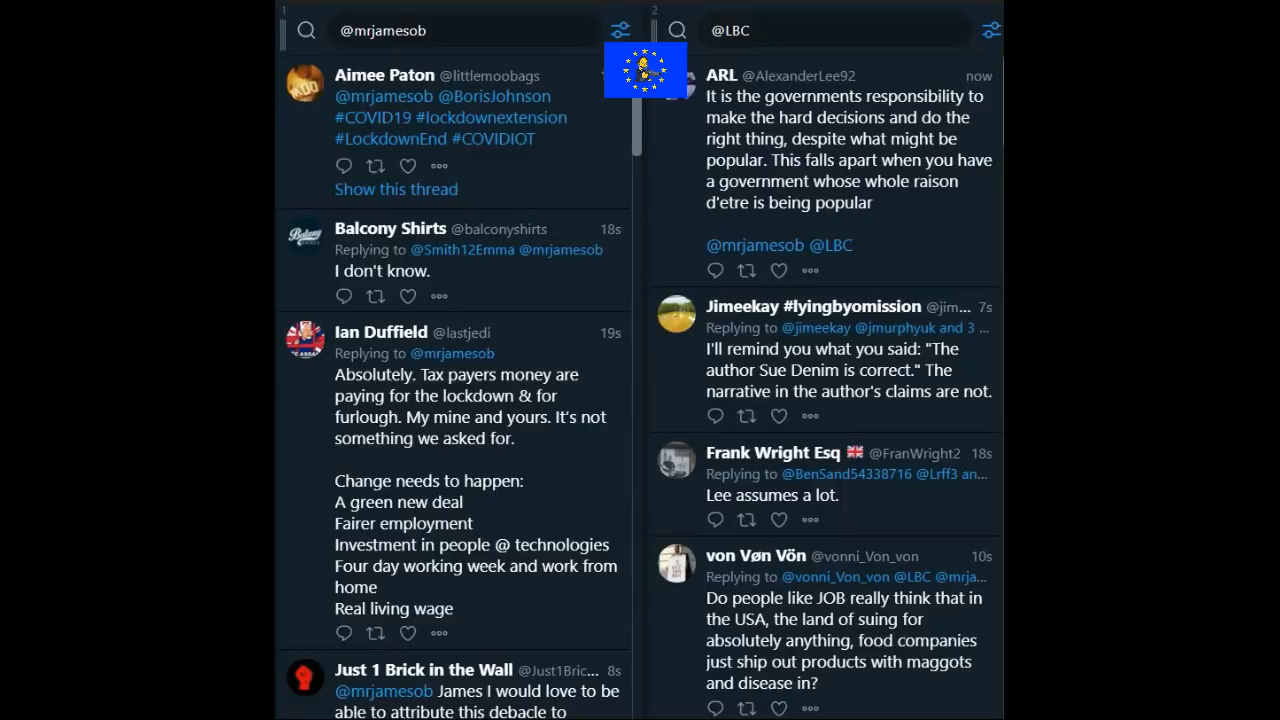 1
@mrjamesob
Aimee Paton @littlemoobags
@mrjamesob @BorisJohnson
#COVID19 #lockdownextension
#LockdownEnd #COVIDIOT
Show this thread
Balcony Shirts @balconyshirts 18s
Replying to @Smith12Emma @mrjamesob
I don't know.
Ian Duffield @lastjedi 19s
Replying to @mrjamesob
Absolutely. Tax payers money are
paying for the lockdown & for
furlough. My mine and yours. It's not
something we asked for.
Change needs to happen:
A green new deal
Fairer employment
Investment in people @ technologies
Four day working week and work from
home
Real living wage
Just 1 Brick in the Wall @Just1Bric... 8s
@mrjamesob James I would love to be
able to attribute this debacle to
2
@LBC
ARL @AlexanderLee92 now
It is the governments responsibility to
make the hard decisions and do the
right thing, despite what might be
popular. This falls apart when you have
a government whose whole raison
d'etre is being popular
@mrjamesob @LBC
Jimeekay #lyingbyomission @jim... 7s
Replying to @jimeekay @jmurphyuk and 3 ...
I'll remind you what you said: "The
author Sue Denim is correct." The
narrative in the author's claims are not.
Frank Wright Esq @FranWright2 18s
Replying to @BenSand54338716 @Lrff3 an...
Lee assumes a lot.
von Vøn Vön @vonni_Von_von 10s
Replying to @vonni_Von_von @LBC @mrja...
Do people like JOB really think that in
the USA, the land of suing for
absolutely anything, food companies
just ship out products with maggots
and disease in?